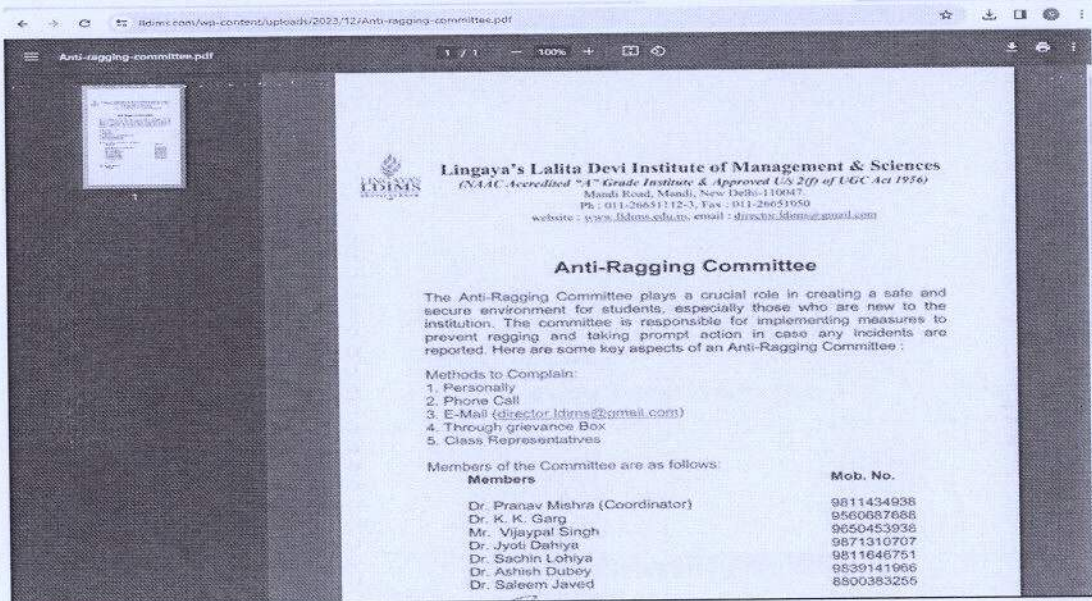 lldims.com/wp-content/uploads/2023/12/Anti-ragging-committee.pdf
Anti-ragging-committee.pdf
1 / 1 — 100% +
1
LINGAYA'S
LDIMS
Lingaya's Lalita Devi Institute of Management & Sciences
(NAAC Accredited "A" Grade Institute & Approved U/s 2(f) of UGC Act 1956)
Mandi Road, Mandi, New Delhi-110047
Ph : 011-26651112-3, Fax : 011-26651050
website : www.lldims.edu.in, email : director.ldims@gmail.com
Anti-Ragging Committee
The Anti-Ragging Committee plays a crucial role in creating a safe and
secure environment for students, especially those who are new to the
institution. The committee is responsible for implementing measures to
prevent ragging and taking prompt action in case any incidents are
reported. Here are some key aspects of an Anti-Ragging Committee :
Methods to Complain:
1. Personally
2. Phone Call
3. E-Mail (director.ldims@gmail.com)
4. Through grievance Box
5. Class Representatives
Members of the Committee are as follows:
Members Mob. No.
Dr. Pranav Mishra (Coordinator) 9811434938
Dr. K. K. Garg 9560687688
Mr. Vijaypal Singh 9650453938
Dr. Jyoti Dahiya 9871310707
Dr. Sachin Lohiya 9811646751
Dr. Ashish Dubey 9839141966
Dr. Saleem Javed 8800383255